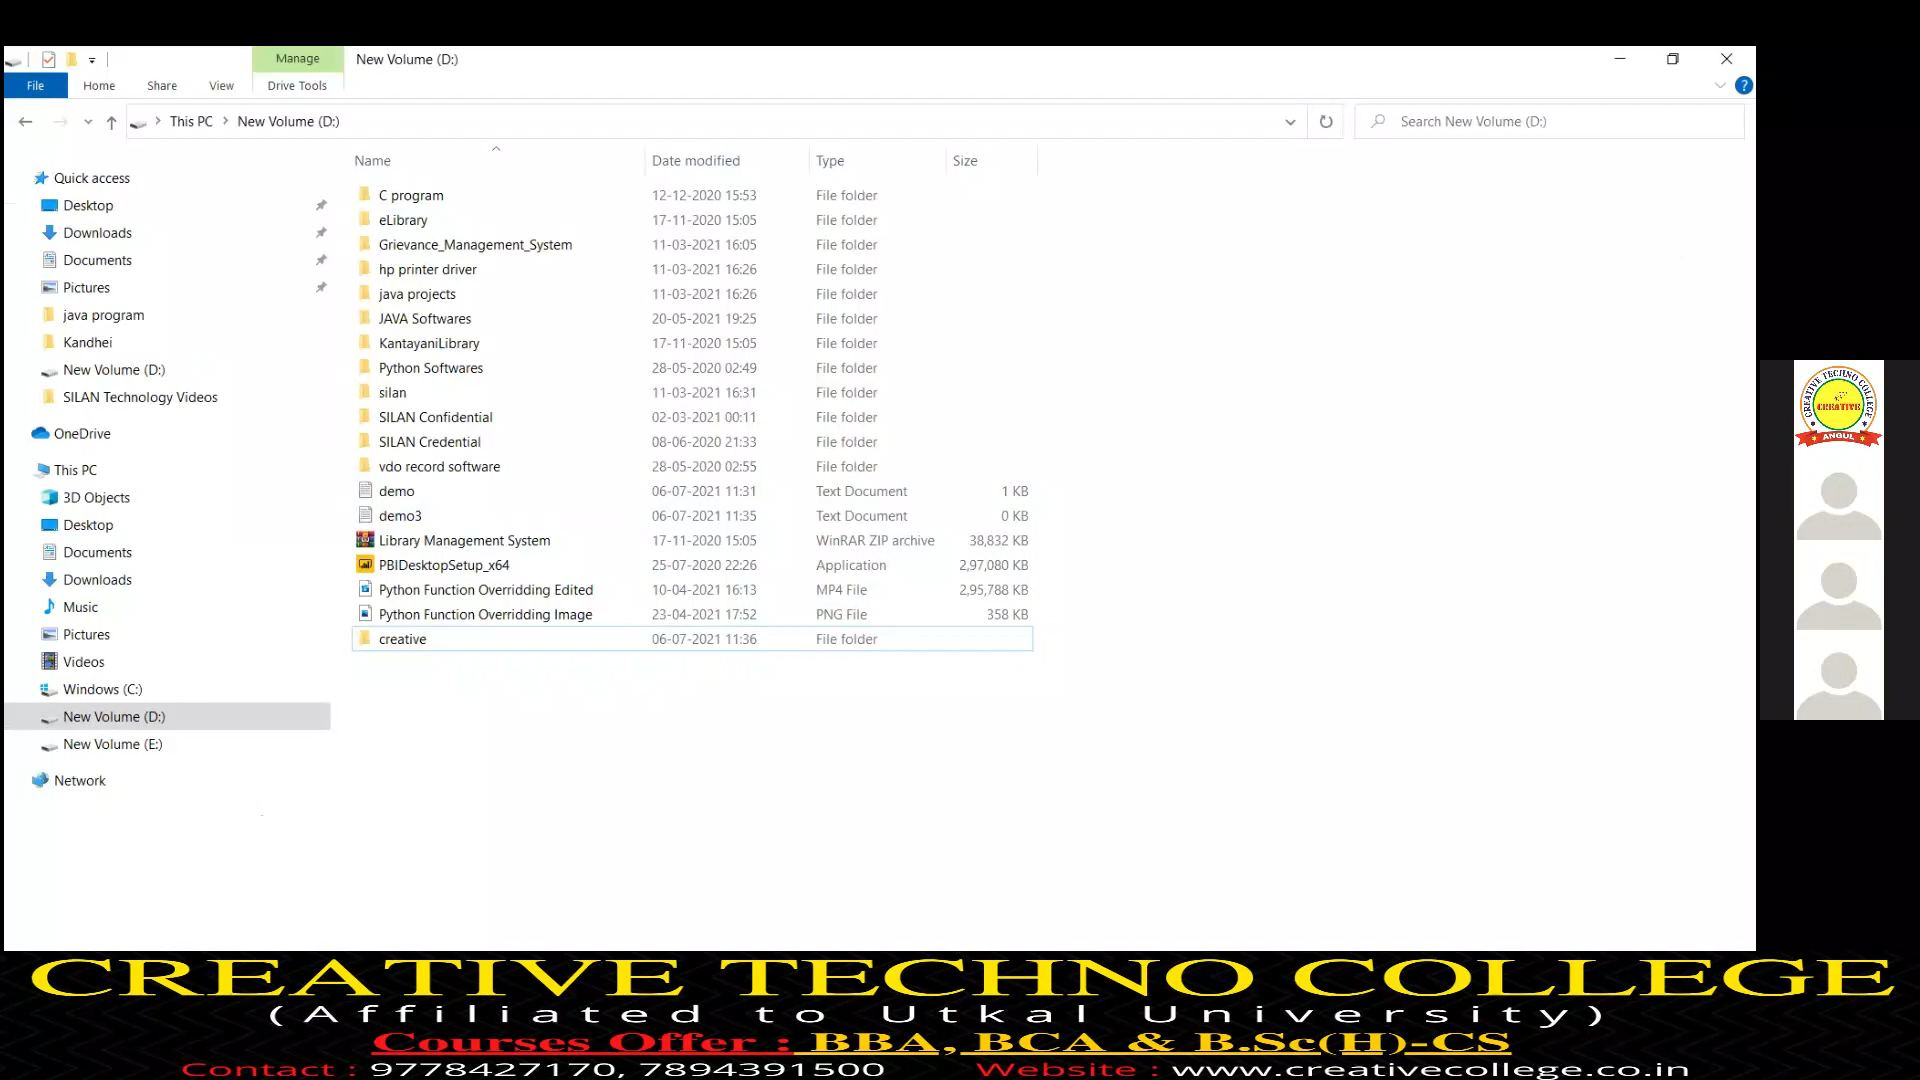 Manage
New Volume (D:)
File
Home
Share
View
Drive Tools
?
This PC
New Volume (D:)
Search New Volume (D:)
Name
Date modified
Type
Size
Quick access
Desktop
Downloads
Documents
Pictures
java program
Kandhei
New Volume (D:)
SILAN Technology Videos
OneDrive
This PC
3D Objects
Desktop
Documents
Downloads
Music
Pictures
Videos
Windows (C:)
New Volume (D:)
New Volume (E:)
Network
C program 12-12-2020 15:53 File folder
eLibrary 17-11-2020 15:05 File folder
Grievance_Management_System 11-03-2021 16:05 File folder
hp printer driver 11-03-2021 16:26 File folder
java projects 11-03-2021 16:26 File folder
JAVA Softwares 20-05-2021 19:25 File folder
KantayaniLibrary 17-11-2020 15:05 File folder
Python Softwares 28-05-2020 02:49 File folder
silan 11-03-2021 16:31 File folder
SILAN Confidential 02-03-2021 00:11 File folder
SILAN Credential 08-06-2020 21:33 File folder
vdo record software 28-05-2020 02:55 File folder
demo 06-07-2021 11:31 Text Document 1 KB
demo3 06-07-2021 11:35 Text Document 0 KB
Library Management System 17-11-2020 15:05 WinRAR ZIP archive 38,832 KB
PBIDesktopSetup_x64 25-07-2020 22:26 Application 2,97,080 KB
Python Function Overridding Edited 10-04-2021 16:13 MP4 File 2,95,788 KB
Python Function Overridding Image 23-04-2021 17:52 PNG File 358 KB
creative 06-07-2021 11:36 File folder
CREATIVE TECHNO COLLEGE
CREATIVE
ANGUL
CREATIVE TECHNO COLLEGE
(Affiliated to Utkal University)
Courses Offer : BBA, BCA & B.Sc(H)-CS
Contact : 9778427170, 7894391500 Website : www.creativecollege.co.in